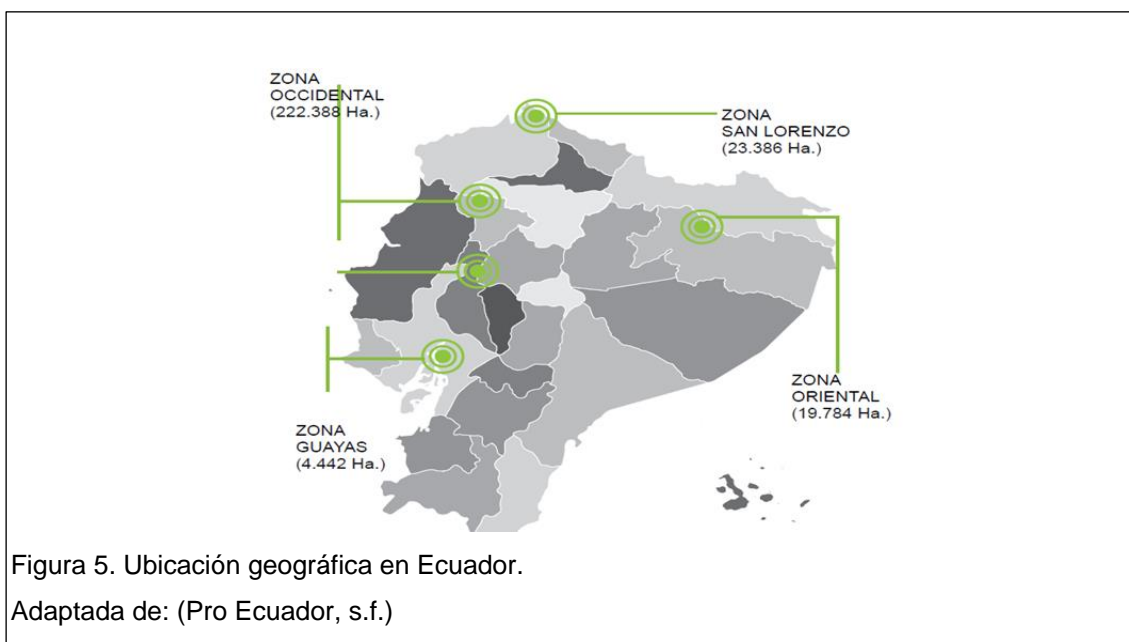 ZONA
OCCIDENTAL
(222.388 Ha.)
ZONA
SAN LORENZO
(23.386 Ha.)
ZONA
ORIENTAL
(19.784 Ha.)
ZONA
GUAYAS
(4.442 Ha.)
Figura 5. Ubicación geográfica en Ecuador.
Adaptada de: (Pro Ecuador, s.f.)